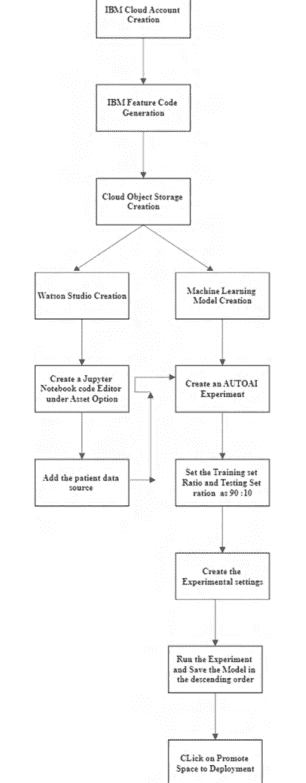 IBM Cloud Account
Creation
IBM Feature Code
Generation
Cloud Object Storage
Creation
Watson Studio Creation
Machine Learning
Model Creation
Create a Jupyter
Notebook code Editor
under Asset Option
Create an AUTOAI
Experiment
Add the patient data
source
Set the Training set
Ratio and Testing Set
ration as 90 :10
Create the
Experimental settings
Run the Experiment
and Save the Model in
the descending order
CLick on Promote
Space to Deployment